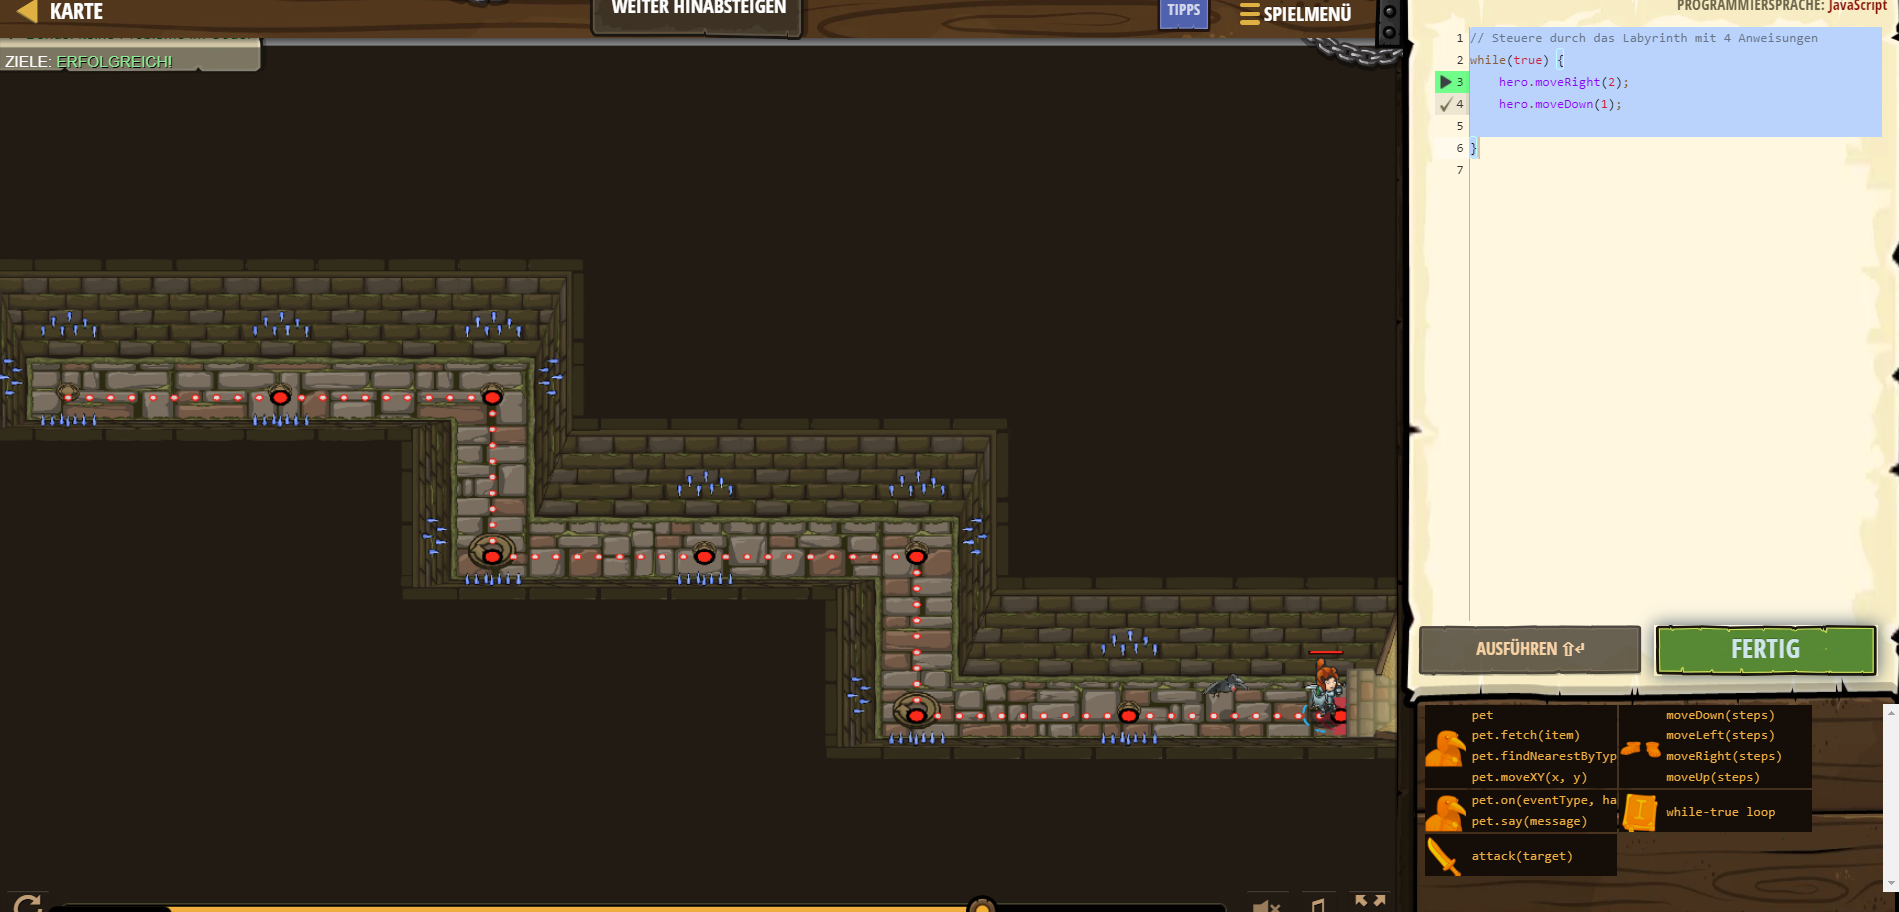 KARTE
WEITER HINABSTEIGEN
TIPPS
SPIELMENÜ
PROGRAMMIERSPRACHE: JavaScript
ZIELE: ERFOLGREICH!
1 // Steuere durch das Labyrinth mit 4 Anweisungen
2 while(true) {
3 hero.moveRight(2);
4 hero.moveDown(1);
5
6 }
7
AUSFÜHREN ⇧↵
FERTIG
pet
pet.fetch(item)
pet.findNearestByTyp
pet.moveXY(x, y)
pet.on(eventType, ha
pet.say(message)
attack(target)
moveDown(steps)
moveLeft(steps)
moveRight(steps)
moveUp(steps)
while-true loop